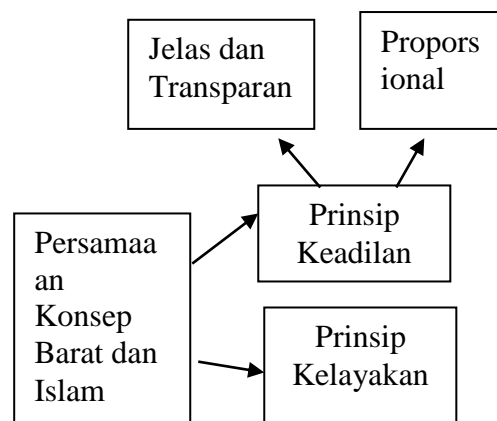 Jelas dan
Transparan
Propors
ional
Prinsip
Keadilan
Persamaa
an
Konsep
Barat dan
Islam
Prinsip
Kelayakan